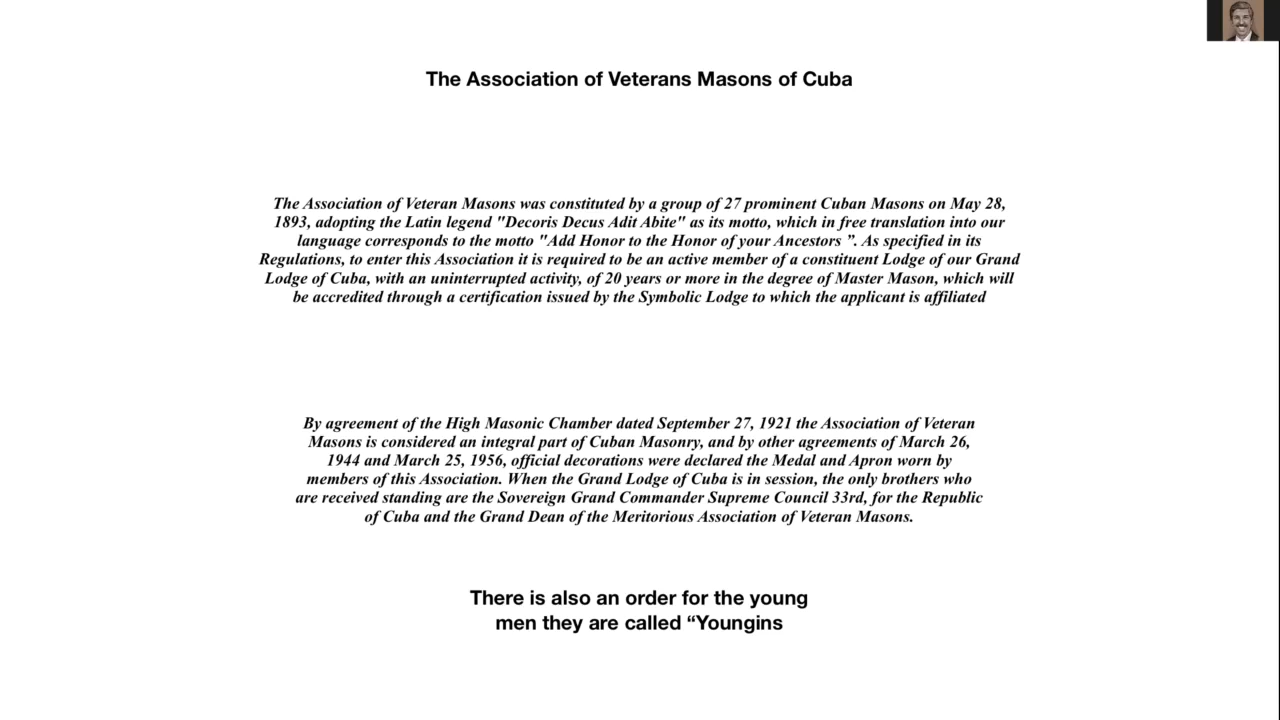 The Association of Veterans Masons of Cuba
The Association of Veteran Masons was constituted by a group of 27 prominent Cuban Masons on May 28,
1893, adopting the Latin legend "Decoris Decus Adit Abite" as its motto, which in free translation into our
language corresponds to the motto "Add Honor to the Honor of your Ancestors ”. As specified in its
Regulations, to enter this Association it is required to be an active member of a constituent Lodge of our Grand
Lodge of Cuba, with an uninterrupted activity, of 20 years or more in the degree of Master Mason, which will
be accredited through a certification issued by the Symbolic Lodge to which the applicant is affiliated
By agreement of the High Masonic Chamber dated September 27, 1921 the Association of Veteran
Masons is considered an integral part of Cuban Masonry, and by other agreements of March 26,
1944 and March 25, 1956, official decorations were declared the Medal and Apron worn by
members of this Association. When the Grand Lodge of Cuba is in session, the only brothers who
are received standing are the Sovereign Grand Commander Supreme Council 33rd, for the Republic
of Cuba and the Grand Dean of the Meritorious Association of Veteran Masons.
There is also an order for the young
men they are called “Youngins